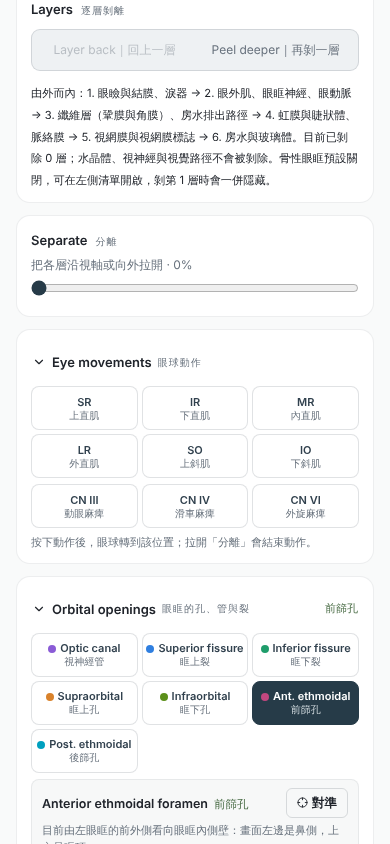 Layers 逐層剝離
Layer back | 回上一層 Peel deeper | 再剝一層
由外而內：1. 眼瞼與結膜、淚器 → 2. 眼外肌、眼眶神經、眼動脈
→ 3. 纖維層（鞏膜與角膜）、房水排出路徑 → 4. 虹膜與睫狀體、
脈絡膜 → 5. 視網膜與視網膜標誌 → 6. 房水與玻璃體。目前已剝
除 0 層；水晶體、視神經與視覺路徑不會被剝除。骨性眼眶預設關
閉，可在左側清單開啟，剝第 1 層時會一併隱藏。
Separate 分離
把各層沿視軸或向外拉開 · 0%
Eye movements 眼球動作
SR IR MR
上直肌 下直肌 內直肌
LR SO IO
外直肌 上斜肌 下斜肌
CN III CN IV CN VI
動眼麻痺 滑車麻痺 外旋麻痺
按下動作後，眼球轉到該位置；拉開「分離」會結束動作。
Orbital openings 眼眶的孔、管與裂 前篩孔
Optic canal Superior fissure Inferior fissure
視神經管 眶上裂 眶下裂
Supraorbital Infraorbital Ant. ethmoidal
眶上孔 眶下孔 前篩孔
Post. ethmoidal
後篩孔
Anterior ethmoidal foramen 前篩孔 對準
目前由左眼眶的前外側看向眼眶內側壁：畫面左邊是鼻側，上